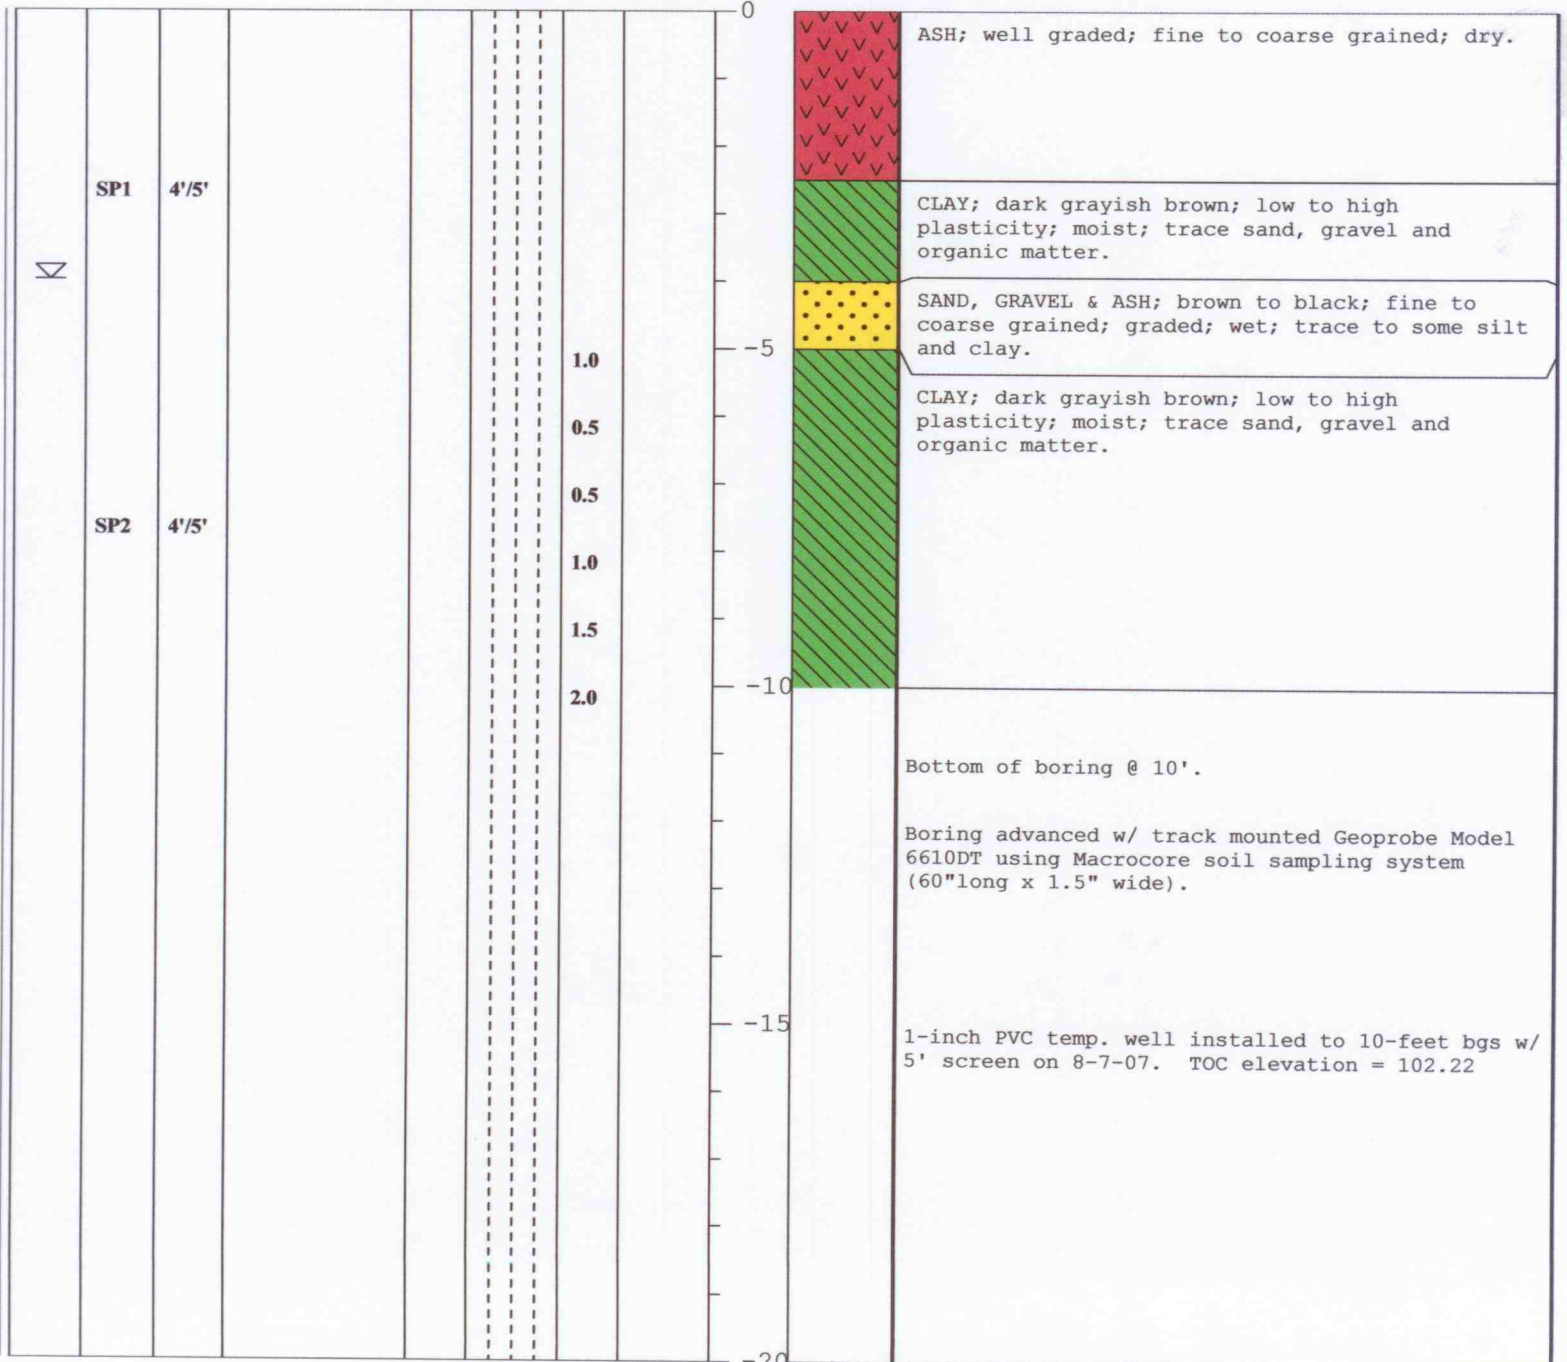 0
ASH; well graded; fine to coarse grained; dry.
SP1 4'/5'
CLAY; dark grayish brown; low to high
plasticity; moist; trace sand, gravel and
organic matter.
SAND, GRAVEL & ASH; brown to black; fine to
coarse grained; graded; wet; trace to some silt
and clay.
-5
1.0
CLAY; dark grayish brown; low to high
plasticity; moist; trace sand, gravel and
organic matter.
0.5
0.5
SP2 4'/5'
1.0
1.5
-10
2.0
Bottom of boring @ 10'.
Boring advanced w/ track mounted Geoprobe Model
6610DT using Macrocore soil sampling system
(60"long x 1.5" wide).
-15
1-inch PVC temp. well installed to 10-feet bgs w/
5' screen on 8-7-07. TOC elevation = 102.22
-20